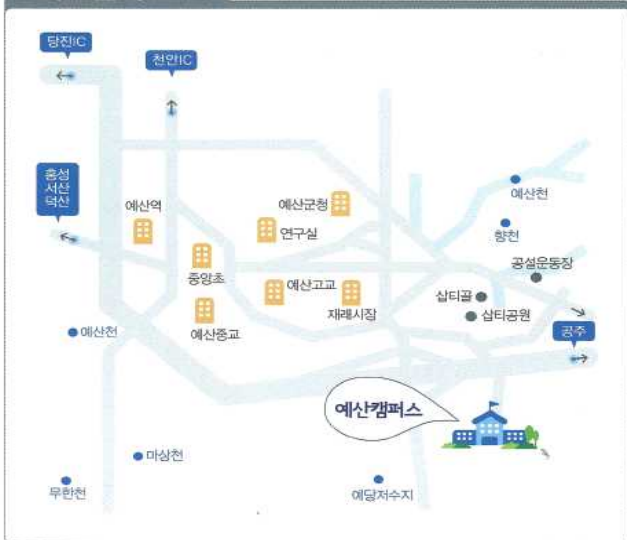 당진IC
천안IC
홍성
서산
덕산
예산역
예산군청
연구실
예산천
향천
중앙초
공설운동장
예산고교
삽티골
재래시장
삽티공원
예산중교
예산천
공주
예산캠퍼스
마상천
무한천
예당저수지